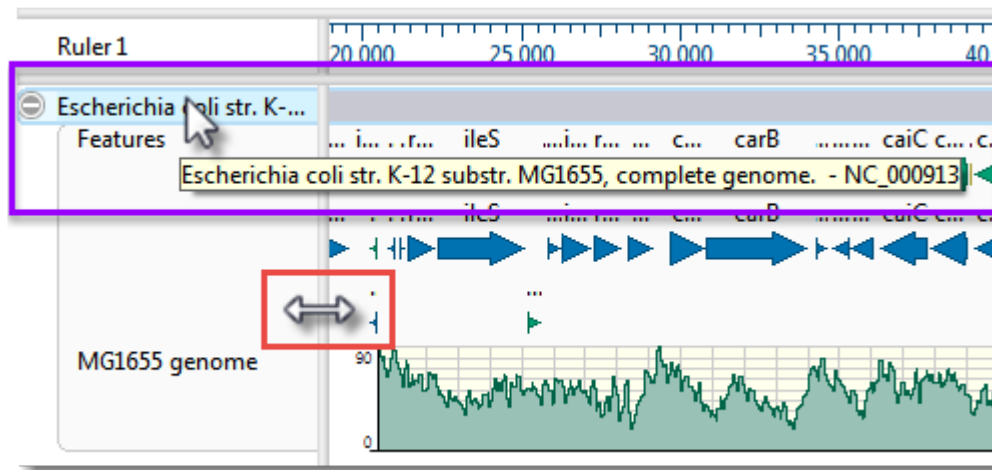 Ruler 1
20 000 25 000 30 000 35 000 40
Escherichia coli str. K-...
Features
... i... . .r... ileS ....i... r... ... c... carB ........ caiC c... . c.
Escherichia coli str. K-12 substr. MG1655, complete genome. - NC_000913
ileS carB caiC
...
MG1655 genome
90
0